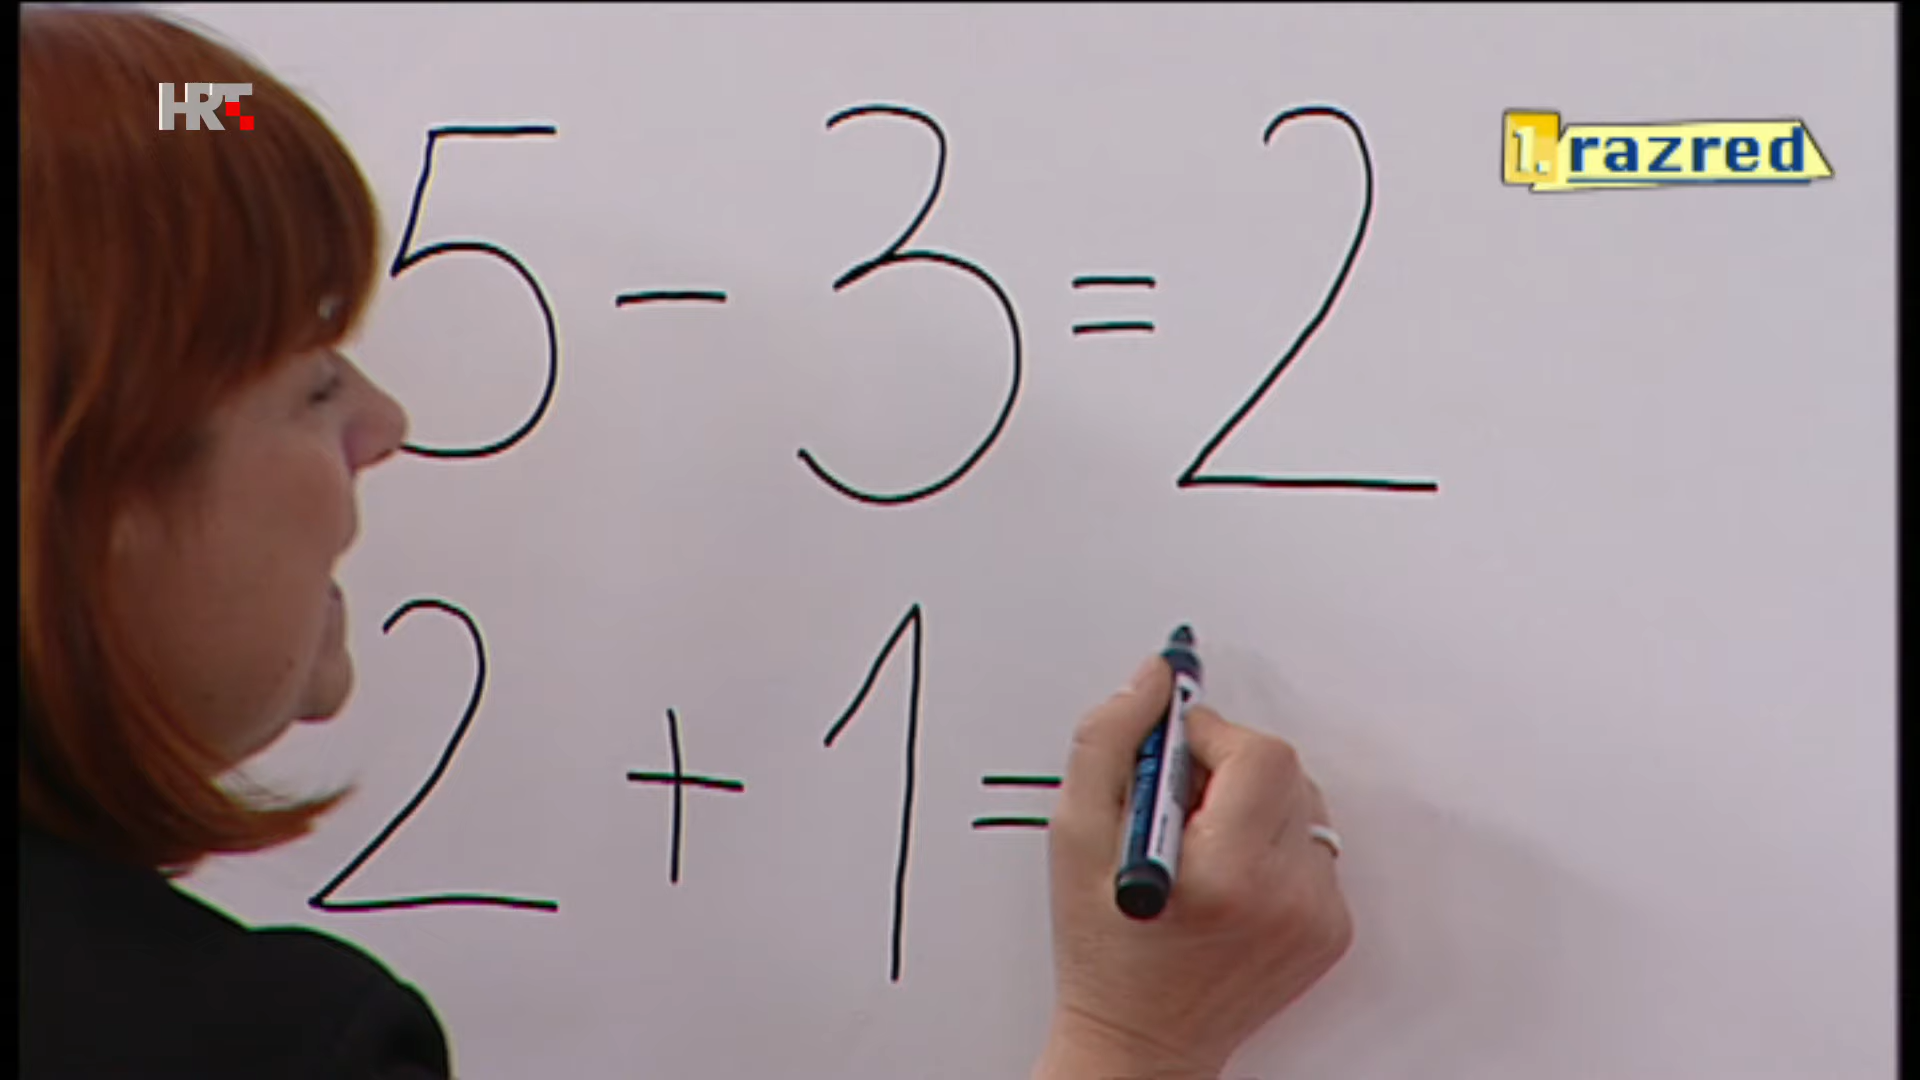 HRT
1. razred
5 - 3 = 2
2 + 1 =